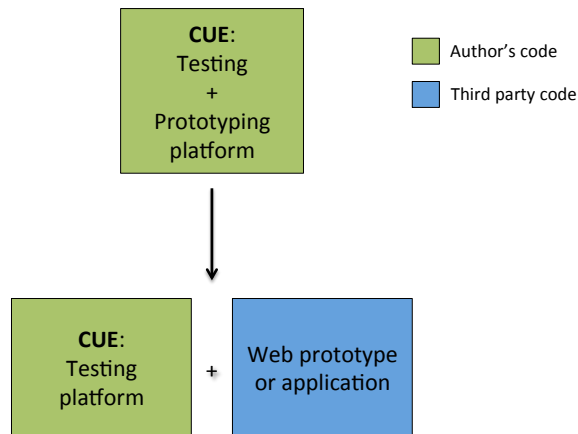 CUE:
Testing
+
Prototyping
platform
Author's code
Third party code
CUE:
Testing
platform
+
Web prototype
or application